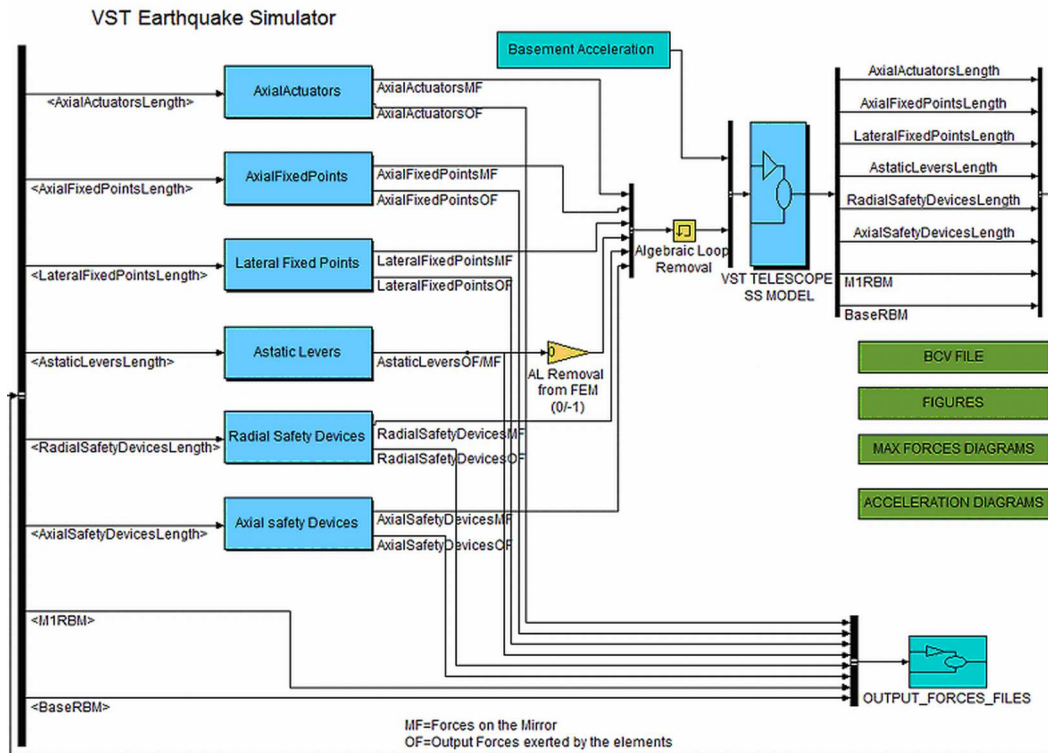 VST Earthquake Simulator
<AxialActuatorsLength>
AxialActuators
AxialActuatorsMF
AxialActuatorsOF
<AxialFixedPointsLength>
AxialFixedPoints
AxialFixedPointsMF
AxialFixedPointsOF
<LateralFixedPointsLength>
Lateral Fixed Points
LateralFixedPointsMF
LateralFixedPointsOF
<AstaticLeversLength>
Astatic Levers
AstaticLeversOF/MF
0
AL Removal
from FEM
(0/-1)
<RadialSafetyDevicesLength>
Radial Safety Devices
RadialSafetyDevicesMF
RadialSafetyDevicesOF
<AxialSafetyDevicesLength>
Axial safety Devices
AxialSafetyDevicesMF
AxialSafetyDevicesOF
<M1RBM>
<BaseRBM>
Basement Acceleration
Algebraic Loop
Removal
VST TELESCOPE
SS MODEL
AxialActuatorsLength
AxialFixedPointsLength
LateralFixedPointsLength
AstaticLeversLength
RadialSafetyDevicesLength
AxialSafetyDevicesLength
M1RBM
BaseRBM
BCV FILE
FIGURES
MAX FORCES DIAGRAMS
ACCELERATION DIAGRAMS
OUTPUT_FORCES_FILES
MF=Forces on the Mirror
OF=Output Forces exerted by the elements